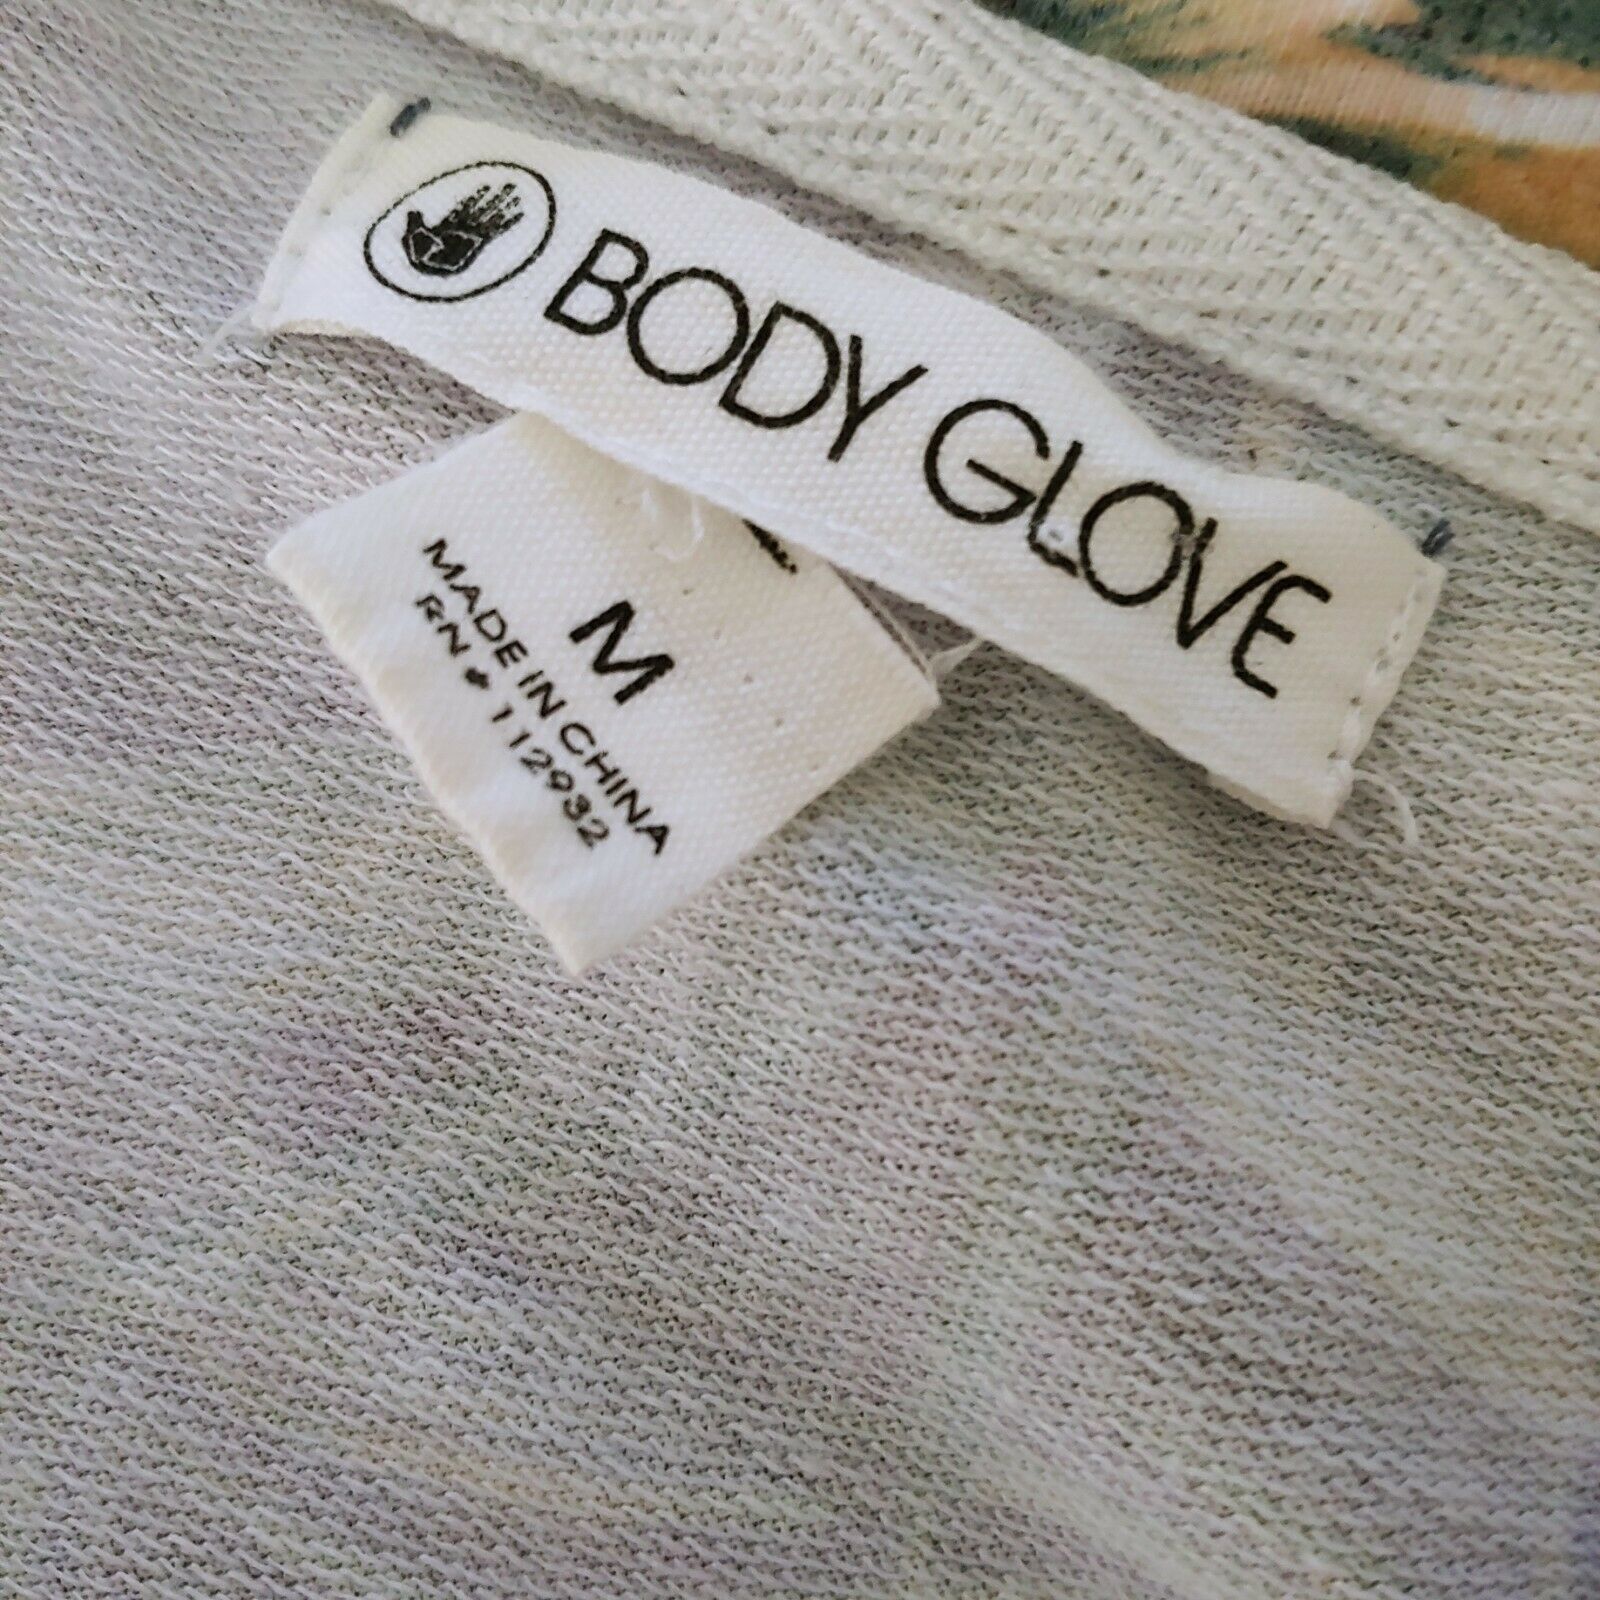 BODY GLOVE
M
MADE IN CHINA
RN# 112932